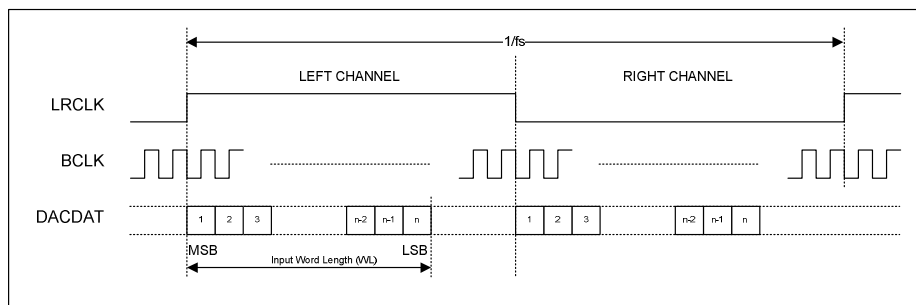 1/fs
LEFT CHANNEL RIGHT CHANNEL
LRCLK
BCLK
DACDAT 1 2 3 n-2 n-1 n 1 2 3 n-2 n-1 n
MSB LSB
Input Word Length (WL)